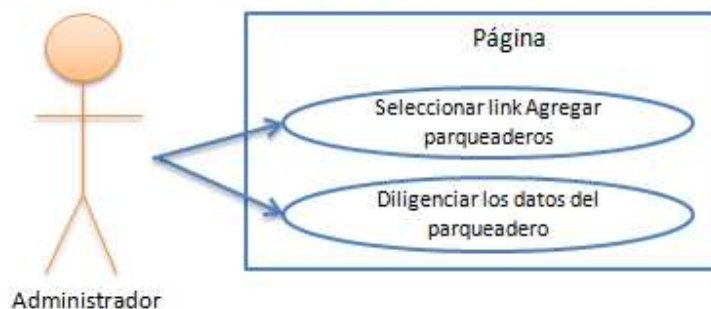 Página
Seleccionar link Agregar
parqueaderos
Diligenciar los datos del
parqueadero
Administrador